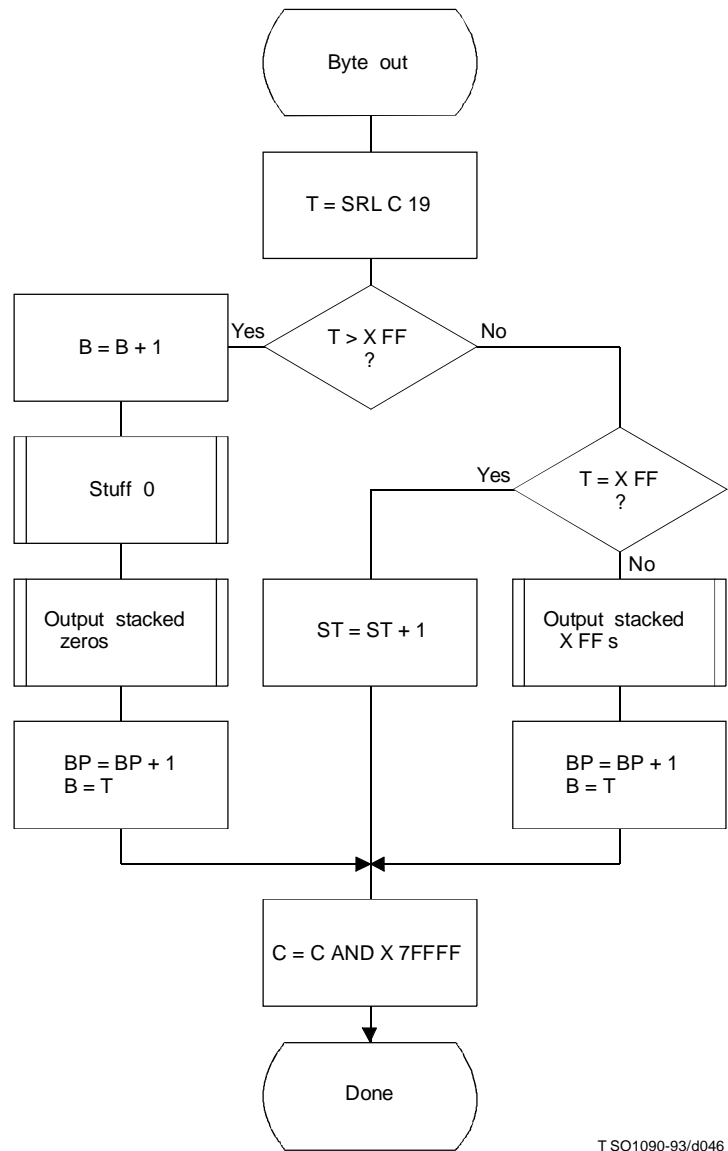 Byte out
T = SRL C 19
Yes
T > X FF
?
No
B = B + 1
Stuff 0
Yes
T = X FF
?
No
Output stacked
zeros
ST = ST + 1
Output stacked
X FF s
BP = BP + 1
B = T
BP = BP + 1
B = T
C = C AND X 7FFFF
Done
T SO1090-93/d046